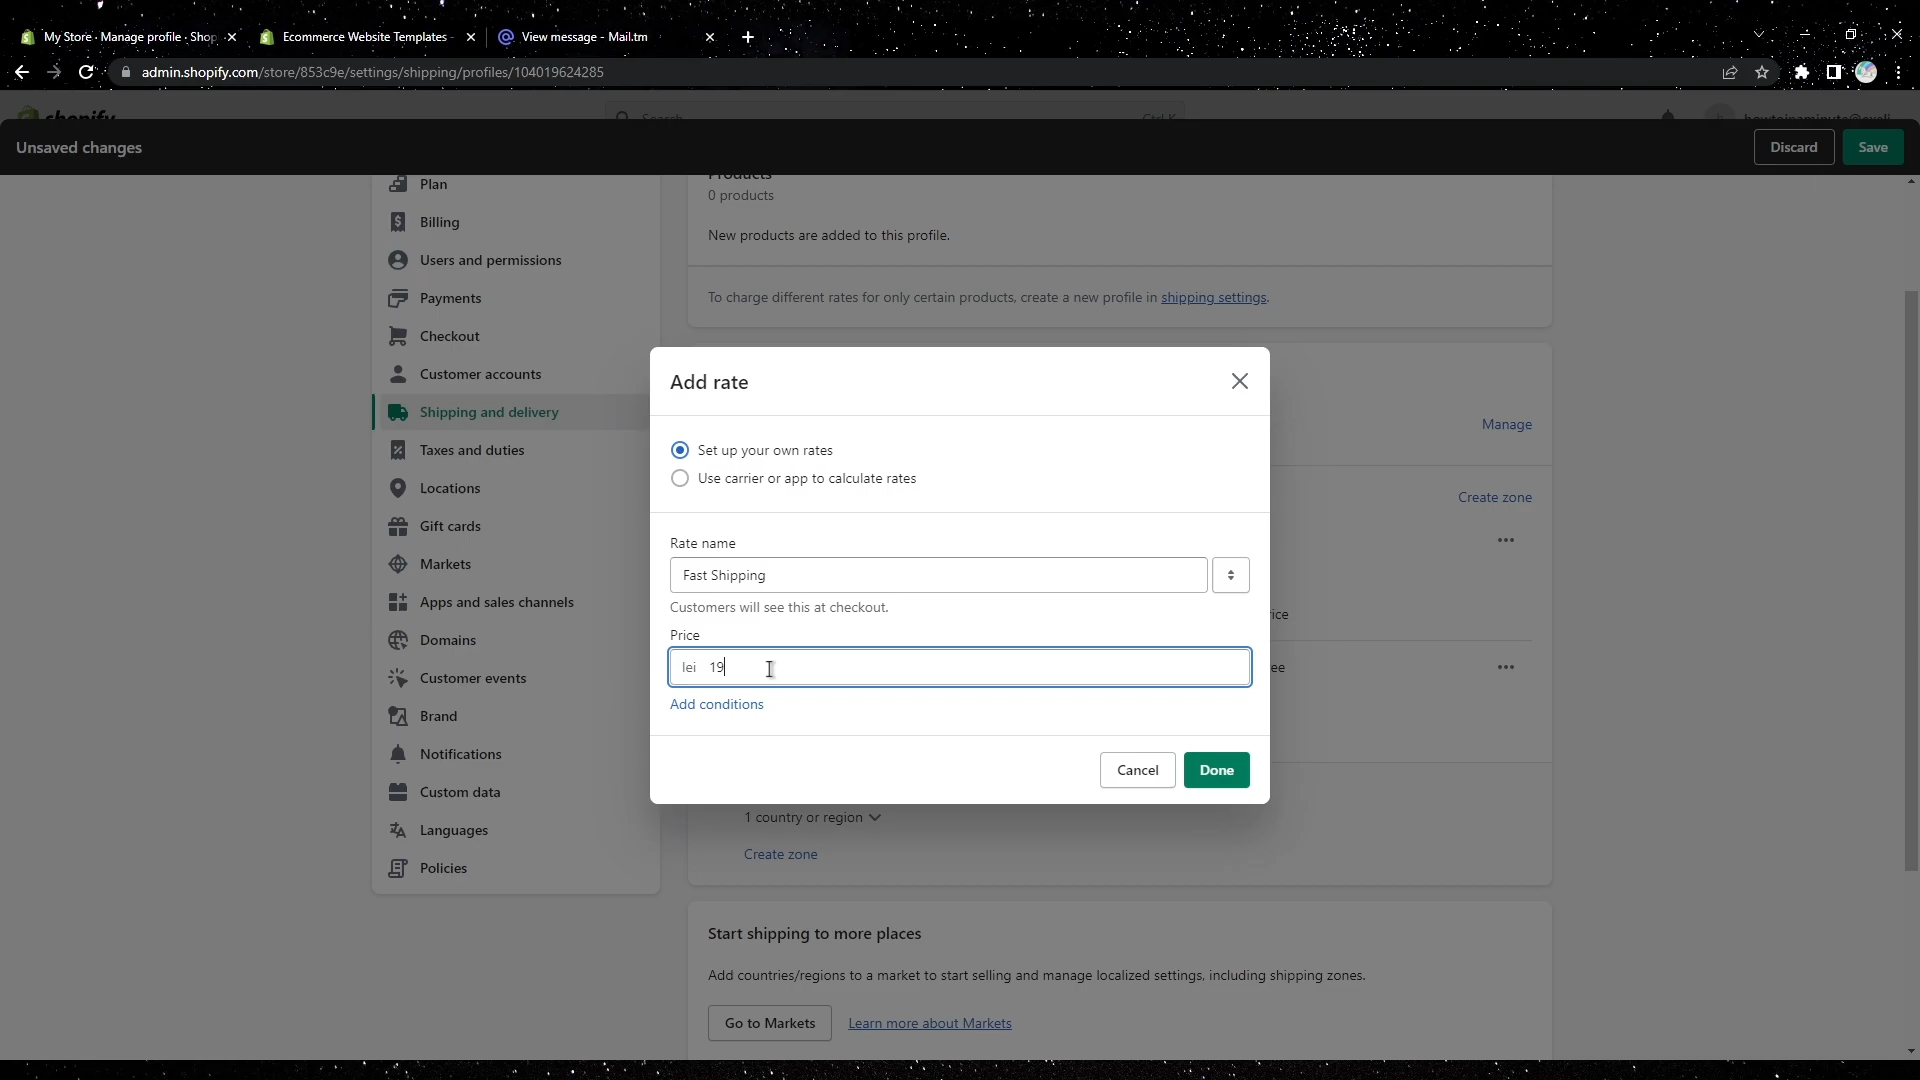 My Store · Manage profile · Shop
Ecommerce Website Templates -
View message - Mail.tm
admin.shopify.com/store/853c9e/settings/shipping/profiles/104019624285
shopify
Search
Ctrl K
Unsaved changes
Discard
Save
Plan
Billing
Users and permissions
Payments
Checkout
Customer accounts
Shipping and delivery
Taxes and duties
Locations
Gift cards
Markets
Apps and sales channels
Domains
Customer events
Brand
Notifications
Custom data
Languages
Policies
Products
0 products
New products are added to this profile.
To charge different rates for only certain products, create a new profile in shipping settings.
Manage
Create zone
Add rate
Set up your own rates
Use carrier or app to calculate rates
Rate name
Fast Shipping
Customers will see this at checkout.
Price
lei 19
Add conditions
Cancel
Done
rice
ee
1 country or region
Create zone
Start shipping to more places
Add countries/regions to a market to start selling and manage localized settings, including shipping zones.
Go to Markets
Learn more about Markets